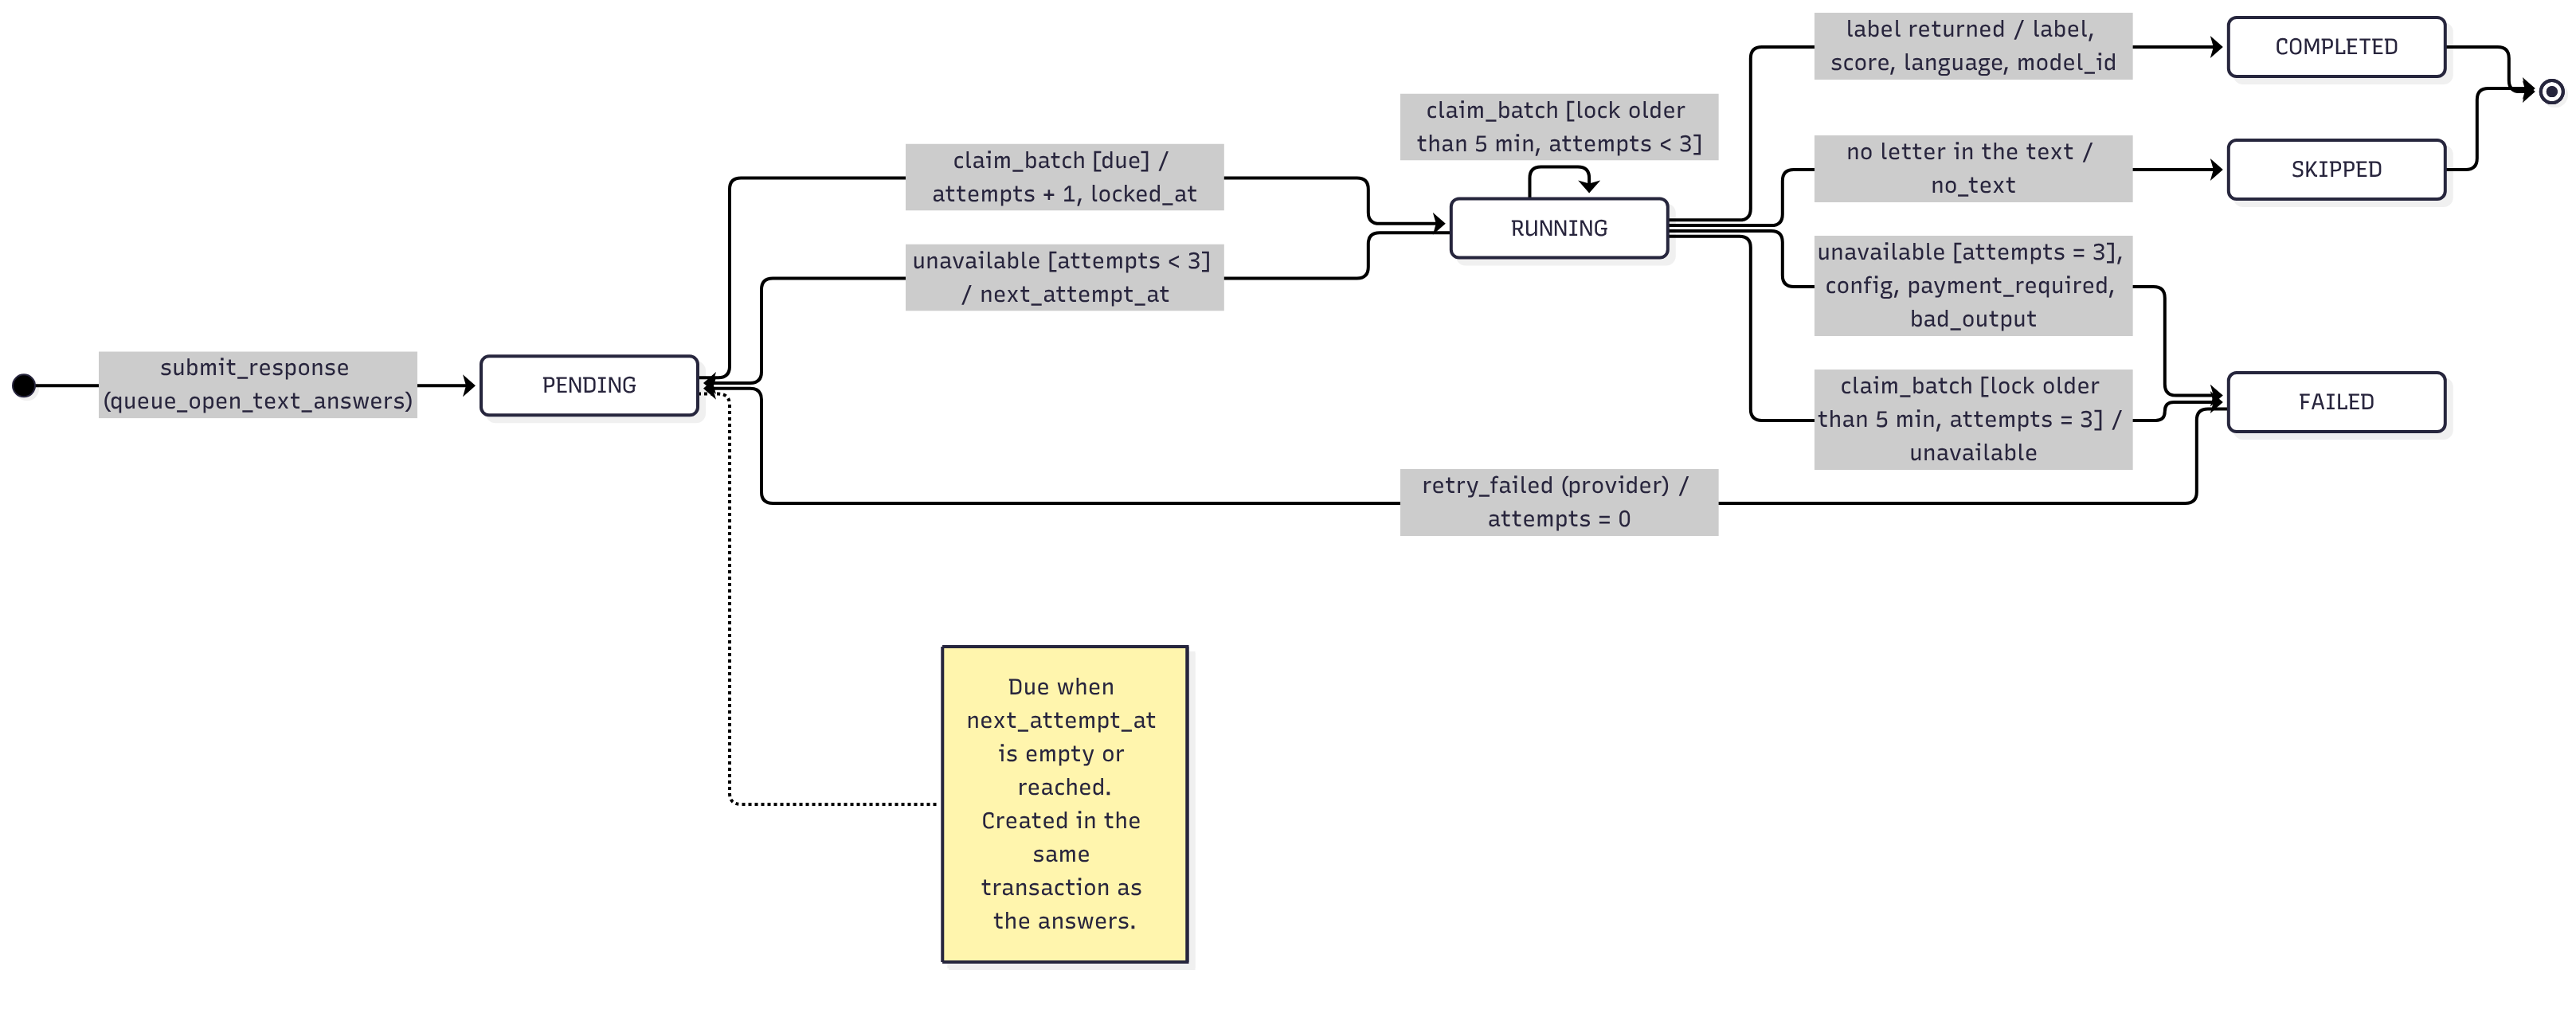 submit_response
(queue_open_text_answers)
PENDING
claim_batch [due] /
attempts + 1, locked_at
unavailable [attempts < 3]
/ next_attempt_at
claim_batch [lock older
than 5 min, attempts < 3]
RUNNING
label returned / label,
score, language, model_id
COMPLETED
no letter in the text /
no_text
SKIPPED
unavailable [attempts = 3],
config, payment_required,
bad_output
claim_batch [lock older
than 5 min, attempts = 3] /
unavailable
FAILED
retry_failed (provider) /
attempts = 0
Due when
next_attempt_at
is empty or
reached.
Created in the
same
transaction as
the answers.